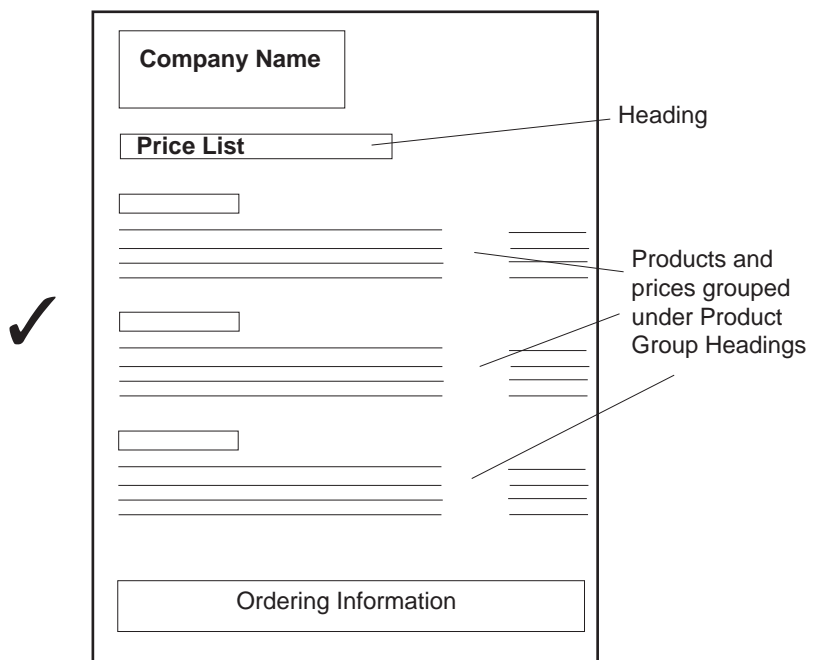 Company Name
Price List
Heading
Products and
prices grouped
under Product
Group Headings
Ordering Information